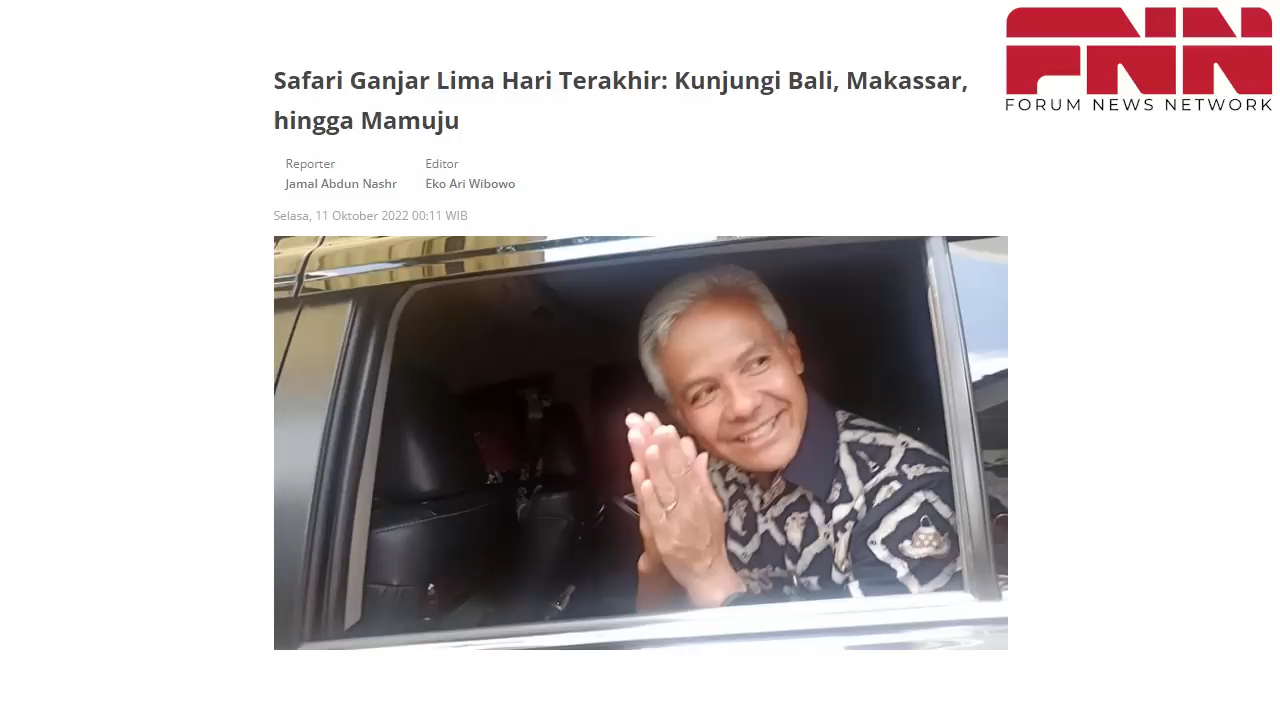 Safari Ganjar Lima Hari Terakhir: Kunjungi Bali, Makassar,
hingga Mamuju
Reporter
Editor
Jamal Abdun Nashr
Eko Ari Wibowo
Selasa, 11 Oktober 2022 00:11 WIB
FNN
FORUM NEWS NETWORK